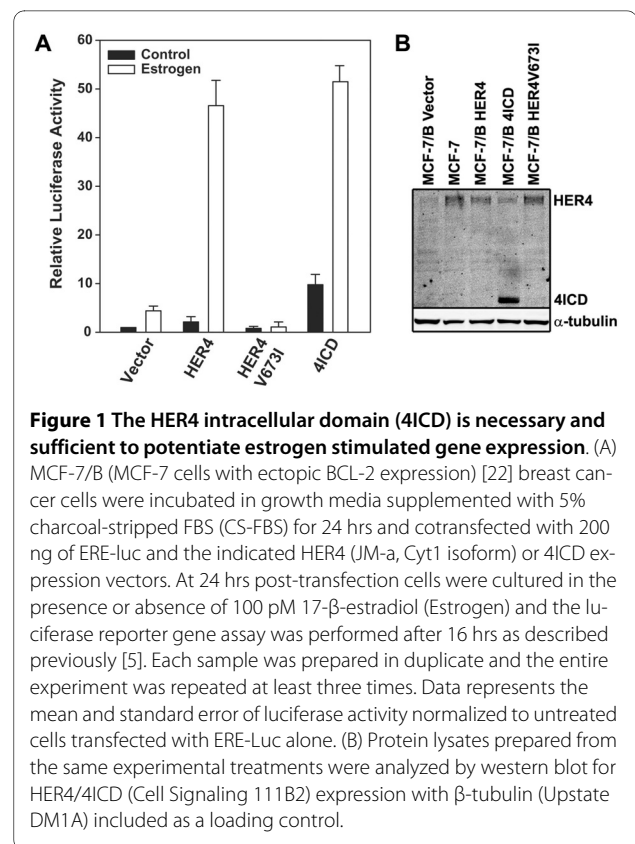 A
60
50
40
30
20
10
0
Relative Luciferase Activity
Control
Estrogen
Vector
HER4
HER4
V673I
4ICD
B
MCF-7/B Vector
MCF-7
MCF-7/B HER4
MCF-7/B 4ICD
MCF-7/B HER4V673I
HER4
4ICD
α-tubulin
Figure 1 The HER4 intracellular domain (4ICD) is necessary and
sufficient to potentiate estrogen stimulated gene expression. (A)
MCF-7/B (MCF-7 cells with ectopic BCL-2 expression) [22] breast can-
cer cells were incubated in growth media supplemented with 5%
charcoal-stripped FBS (CS-FBS) for 24 hrs and cotransfected with 200
ng of ERE-luc and the indicated HER4 (JM-a, Cyt1 isoform) or 4ICD ex-
pression vectors. At 24 hrs post-transfection cells were cultured in the
presence or absence of 100 pM 17-β-estradiol (Estrogen) and the lu-
ciferase reporter gene assay was performed after 16 hrs as described
previously [5]. Each sample was prepared in duplicate and the entire
experiment was repeated at least three times. Data represents the
mean and standard error of luciferase activity normalized to untreated
cells transfected with ERE-Luc alone. (B) Protein lysates prepared from
the same experimental treatments were analyzed by western blot for
HER4/4ICD (Cell Signaling 111B2) expression with β-tubulin (Upstate
DM1A) included as a loading control.